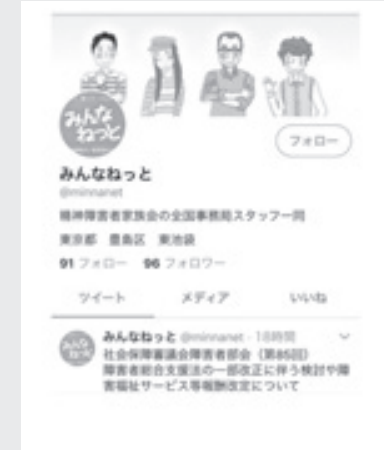 みんな
ねっと
フォロー
みんなねっと
@minnanet
精神障害者家族会の全国事務局スタッフ一同
東京都 豊島区 東池袋
91 フォロー 96 フォロワー
ツイート メディア いいね
みんなねっと @minnanet · 18時間
社会保障審議会障害者部会（第85回）
障害者総合支援法の一部改正に伴う検討や障
害福祉サービス等報酬改定について